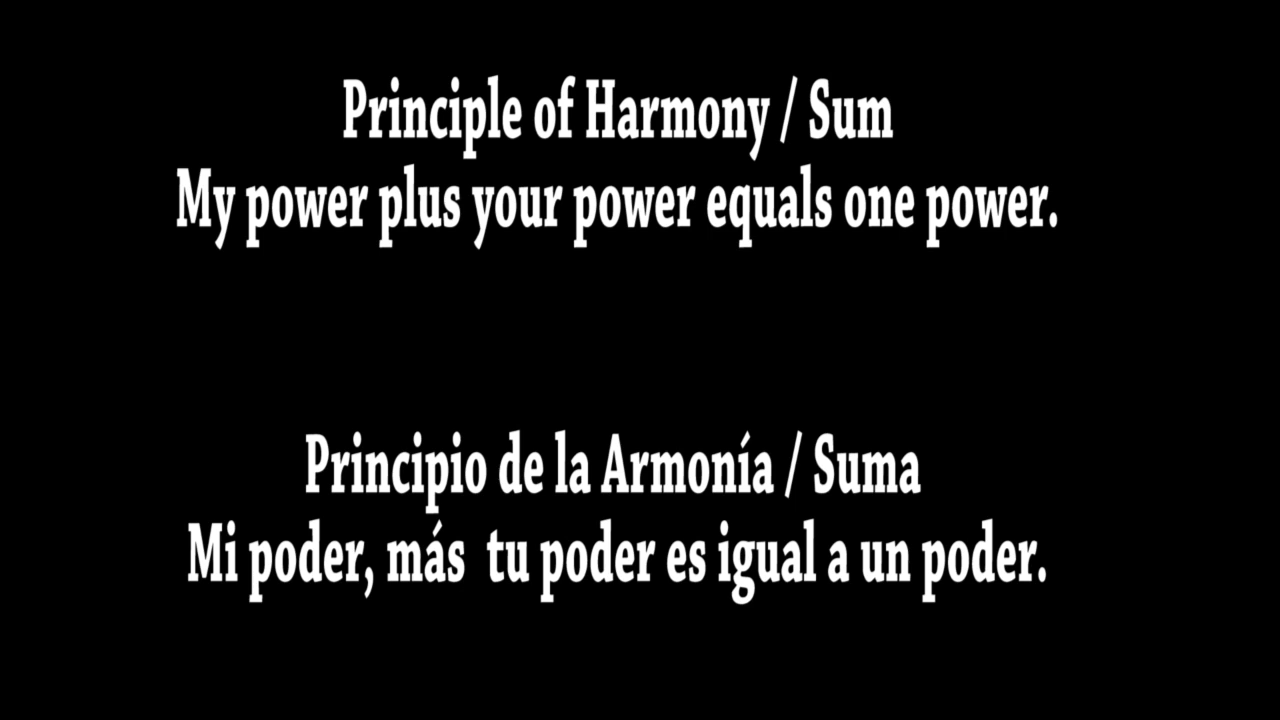 Principle of Harmony / Sum
My power plus your power equals one power.
Principio de la Armonía / Suma
Mi poder, más  tu poder es igual a un poder.